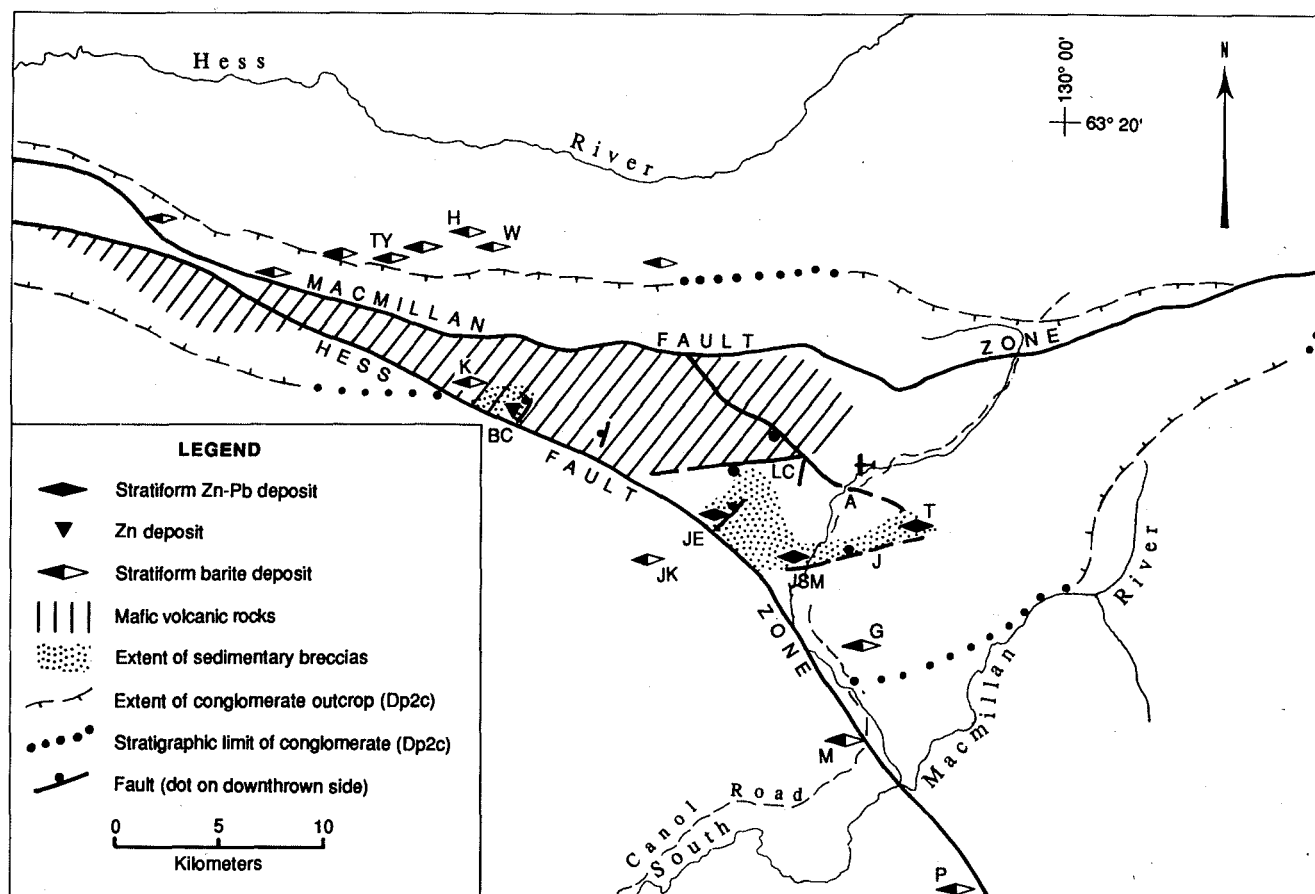 Hess
River
130° 00'
63° 20'
N
H
W
TY
MACMILLAN
FAULT
ZONE
HESS
FAULT
ZONE
K
BC
LC
A
T
JE
J
JSM
JK
G
M
P
River
Macmillan
South
Canol Road
LEGEND
Stratiform Zn-Pb deposit
Zn deposit
Stratiform barite deposit
Mafic volcanic rocks
Extent of sedimentary breccias
Extent of conglomerate outcrop (Dp2c)
Stratigraphic limit of conglomerate (Dp2c)
Fault (dot on downthrown side)
0 5 10
Kilometers